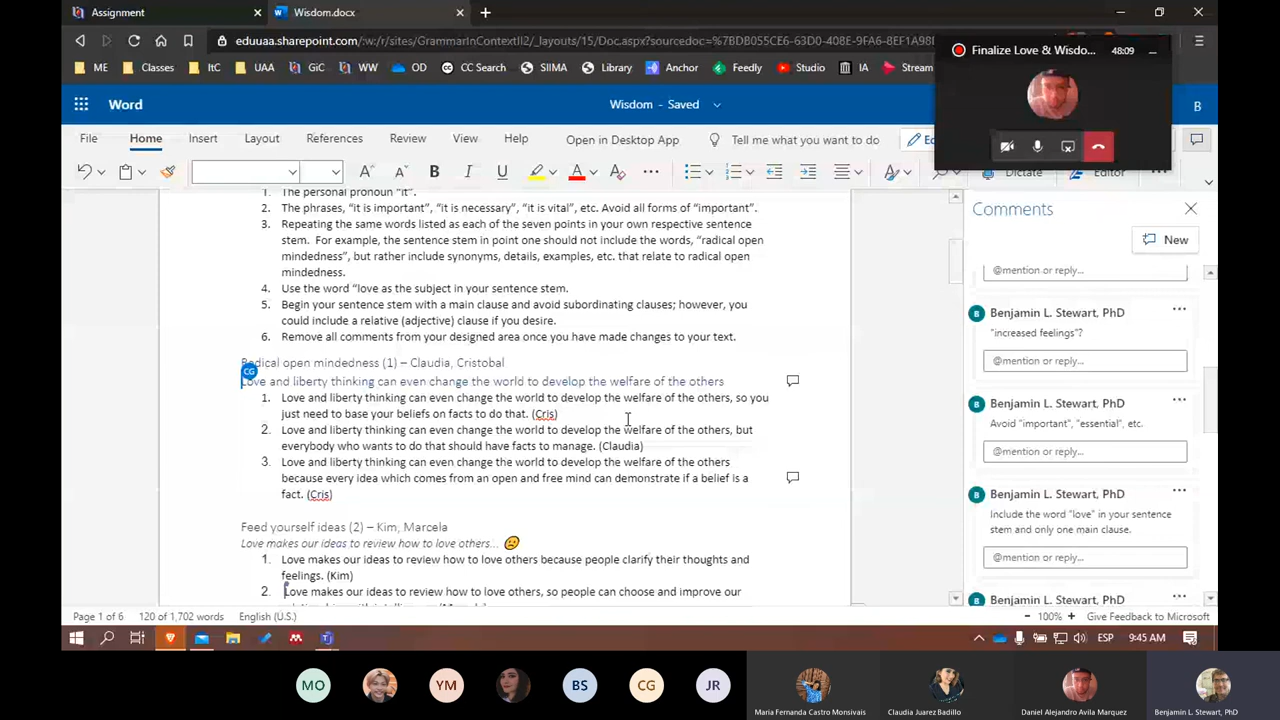 Assignment
Wisdom.docx
eduuaa.sharepoint.com/:w:/r/sites/GrammarInContextII2/_layouts/15/Doc.aspx?sourcedoc=%7BDB055CE6-63D0-408E-9FA6-8EF1A98D
ME Classes ItC UAA GiC WW OD CC Search SIIMA Library Anchor Feedly Studio IA Stream
Finalize Love & Wisdo... 48:09
Word
Wisdom - Saved
B
File Home Insert Layout References Review View Help Open in Desktop App Tell me what you want to do
Dictate Editor
1. The personal pronoun "it".
2. The phrases, "it is important", "it is necessary", "it is vital", etc. Avoid all forms of "important".
3. Repeating the same words listed as each of the seven points in your own respective sentence
stem. For example, the sentence stem in point one should not include the words, "radical open
mindedness", but rather include synonyms, details, examples, etc. that relate to radical open
mindedness.
4. Use the word "love as the subject in your sentence stem.
5. Begin your sentence stem with a main clause and avoid subordinating clauses; however, you
could include a relative (adjective) clause if you desire.
6. Remove all comments from your designed area once you have made changes to your text.
Radical open mindedness (1) – Claudia, Cristobal
CG
Love and liberty thinking can even change the world to develop the welfare of the others
1. Love and liberty thinking can even change the world to develop the welfare of the others, so you
just need to base your beliefs on facts to do that. (Cris)
2. Love and liberty thinking can even change the world to develop the welfare of the others, but
everybody who wants to do that should have facts to manage. (Claudia)
3. Love and liberty thinking can even change the world to develop the welfare of the others
because every idea which comes from an open and free mind can demonstrate if a belief is a
fact. (Cris)
Feed yourself ideas (2) – Kim, Marcela
Love makes our ideas to review how to love others...
1. Love makes our ideas to review how to love others because people clarify their thoughts and
feelings. (Kim)
2. Love makes our ideas to review how to love others, so people can choose and improve our
Comments
New
@mention or reply...
B Benjamin L. Stewart, PhD
"increased feelings"?
@mention or reply...
B Benjamin L. Stewart, PhD
Avoid "important", "essential", etc.
@mention or reply...
B Benjamin L. Stewart, PhD
Include the word "love" in your sentence
stem and only one main clause.
@mention or reply...
B Benjamin L. Stewart, PhD
Page 1 of 6 120 of 1,702 words English (U.S.)
100% Give Feedback to Microsoft
ESP 9:45 AM
MO YM BS CG JR
Maria Fernanda Castro Monsivais
Claudia Juarez Badillo
Daniel Alejandro Avila Marquez
Benjamin L. Stewart, PhD